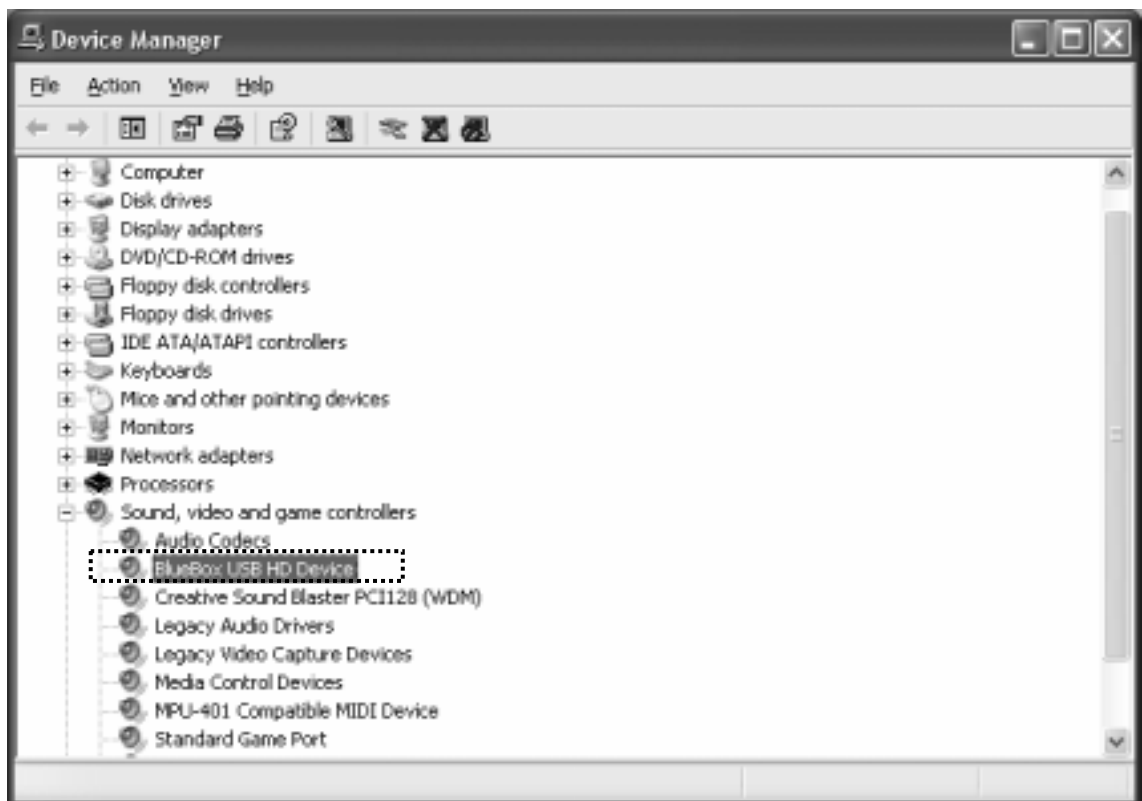 Device Manager
File Action View Help
Computer
Disk drives
Display adapters
DVD/CD-ROM drives
Floppy disk controllers
Floppy disk drives
IDE ATA/ATAPI controllers
Keyboards
Mice and other pointing devices
Monitors
Network adapters
Processors
Sound, video and game controllers
Audio Codecs
BlueBox USB HD Device
Creative Sound Blaster PCI128 (WDM)
Legacy Audio Drivers
Legacy Video Capture Devices
Media Control Devices
MPU-401 Compatible MIDI Device
Standard Game Port